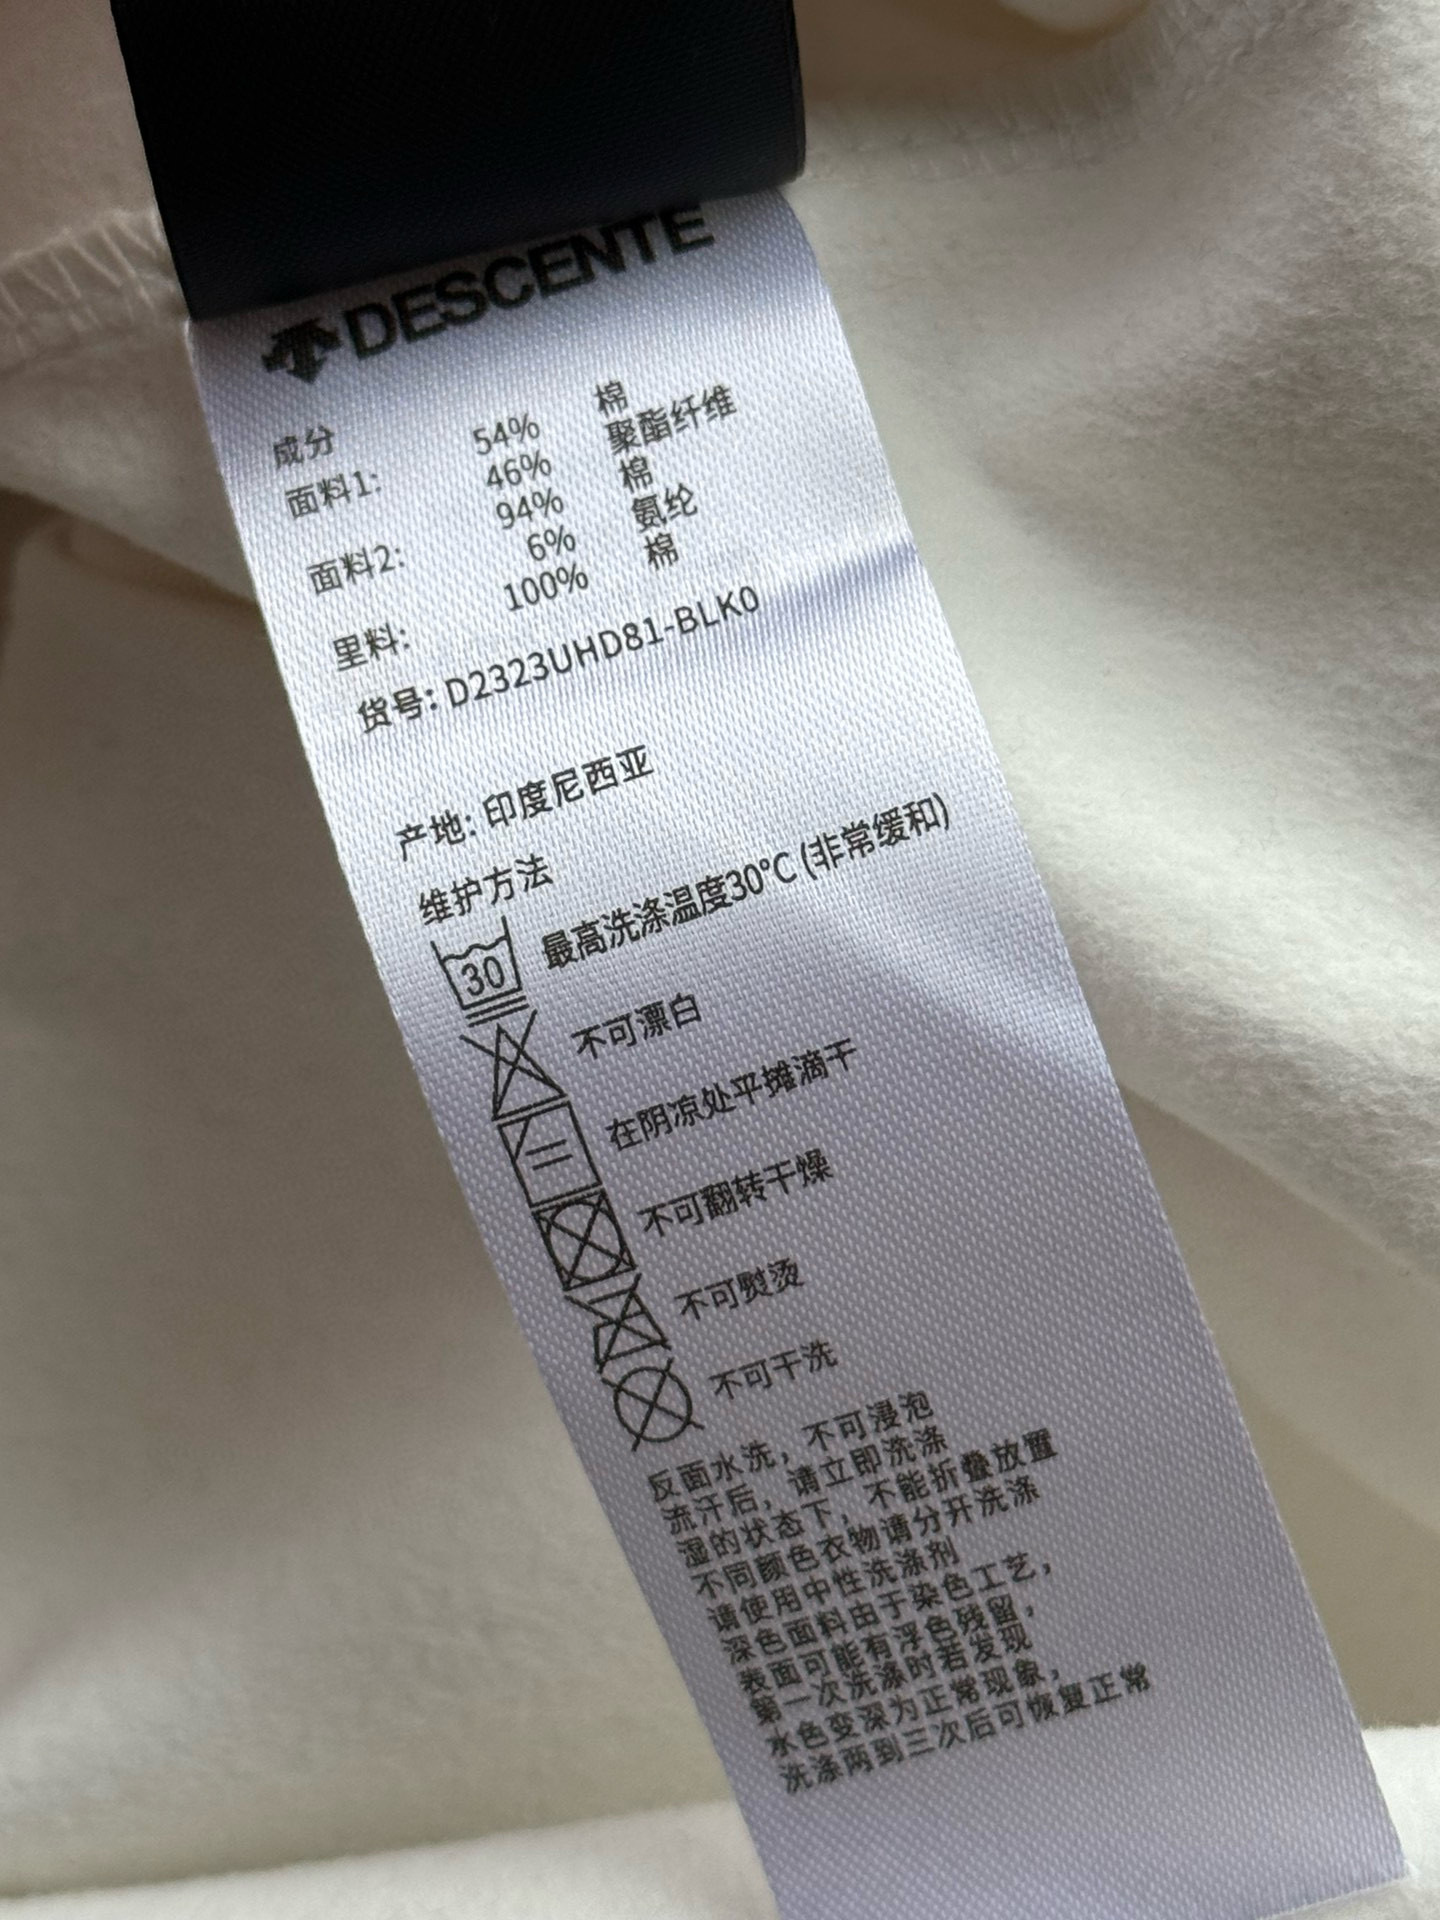 DESCENTE
成分
面料1: 54% 棉
46% 聚酯纤维
面料2: 94% 棉
6% 氨纶
里料: 100% 棉
货号: D2323UHD81-BLK0
产地: 印度尼西亚
维护方法
30 最高洗涤温度30°C (非常缓和)
不可漂白
在阴凉处平摊滴干
不可翻转干燥
不可熨烫
不可干洗
反面水洗，不可浸泡
流汗后，请立即洗涤
湿的状态下，不能折叠放置
不同颜色衣物请分开洗涤
请使用中性洗涤剂
深色面料由于染色工艺，
表面可能有浮色残留，
第一次洗涤时若发现
水色变深为正常现象，
洗涤两到三次后可恢复正常